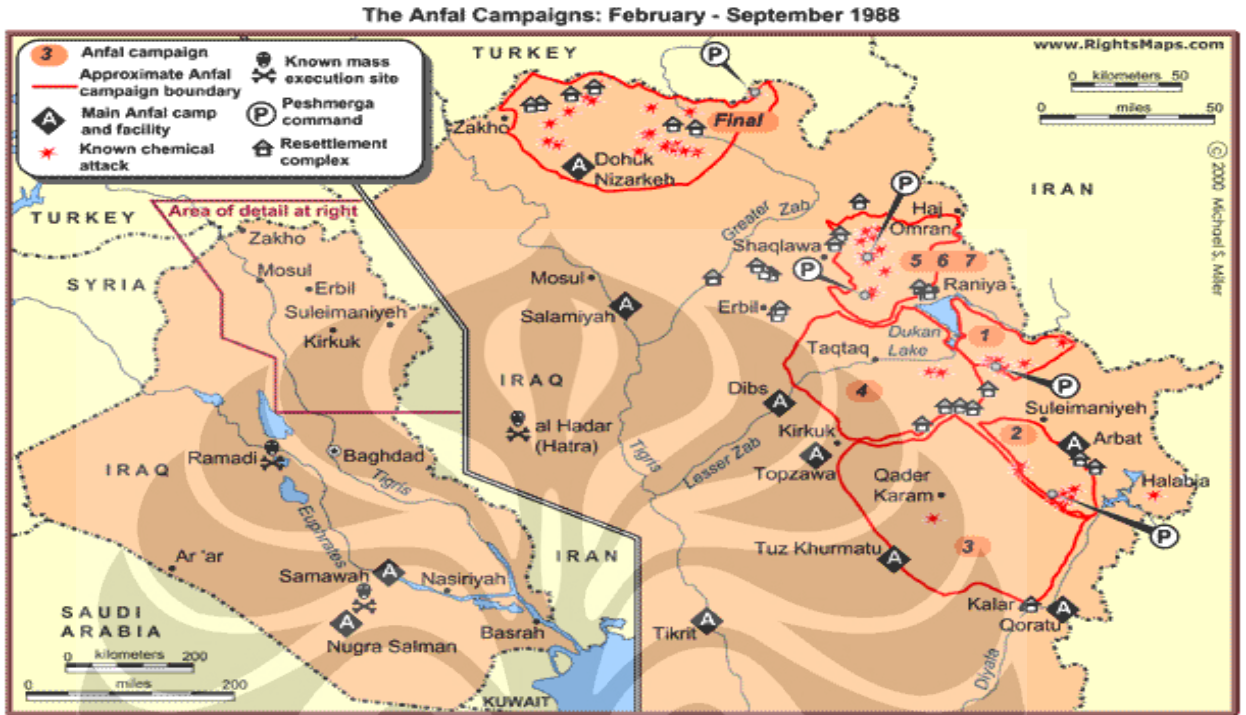 The Anfal Campaigns: February - September 1988
3 Anfal campaign
Approximate Anfal
campaign boundary
A Main Anfal camp
and facility
Known chemical
attack
Known mass
execution site
P Peshmerga
command
Resettlement
complex
www.RightsMaps.com
0 kilometers 50
0 miles 50
© 2000 Michael S. Miller
TURKEY
P
Zakho
Final
A Dohuk
Nizarkeb
IRAN
P
Greater Zab
Haj
Omran
Shaqlawa
P
5 6 7
Raniya
Mosul
Erbil
A
Salamiyah
Dukan
Lake
1
Taqtaq
P
IRAQ
Dibs A
4
Suleimaniyeh
al Hadar
(Hatra)
Kirkuk
2
A Arbat
Tigris
Lesser Zab
A
Topzawa
Qader
Karam
Halabja
P
Tuz Khurmatu A
3
Kalar
A
Qoratu
Tikrit A
Diyala
TURKEY
Area of detail at right
Zakho
SYRIA
Mosul
Erbil
Suleimaniyeh
Kirkuk
Ramadi
Baghdad
IRAQ
Tigris
Euphrates
IRAN
Ar 'ar
Samawah A
Nasiriyah
SAUDI
ARABIA
A
Nugra Salman
Basrah
0 kilometers 200
0 miles 200
KUWAIT